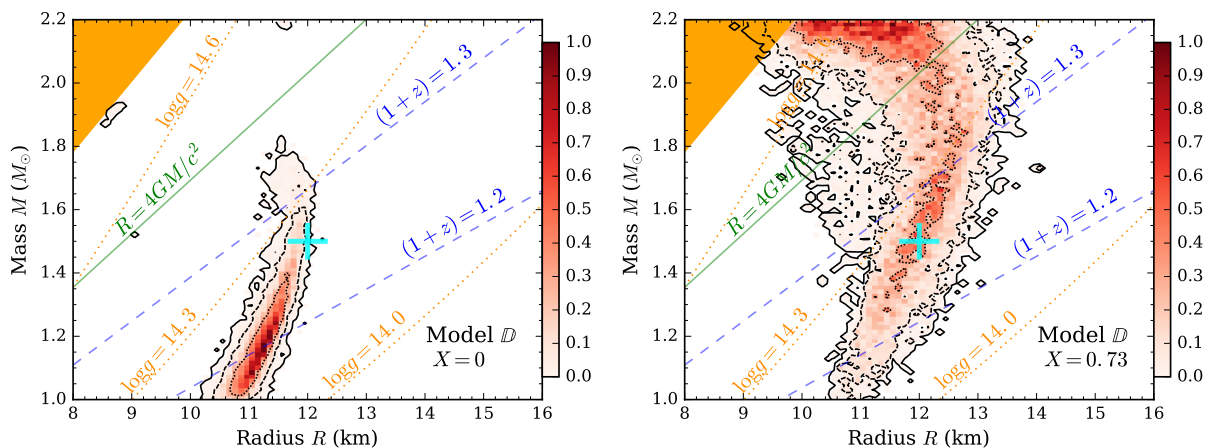 2.2
2.0
1.8
1.6
1.4
1.2
1.0
Mass M (M⊙)
8 9 10 11 12 13 14 15 16
Radius R (km)
log g = 14.6
R = 4GM/c²
(1 + z) = 1.3
(1 + z) = 1.2
log g = 14.3
log g = 14.0
Model 𝔻
X = 0
1.0
0.9
0.8
0.7
0.6
0.5
0.4
0.3
0.2
0.1
0.0
2.2
2.0
1.8
1.6
1.4
1.2
1.0
Mass M (M⊙)
8 9 10 11 12 13 14 15 16
Radius R (km)
log g = 14.6
R = 4GM/c²
(1 + z) = 1.3
(1 + z) = 1.2
log g = 14.3
log g = 14.0
Model 𝔻
X = 0.73
1.0
0.9
0.8
0.7
0.6
0.5
0.4
0.3
0.2
0.1
0.0